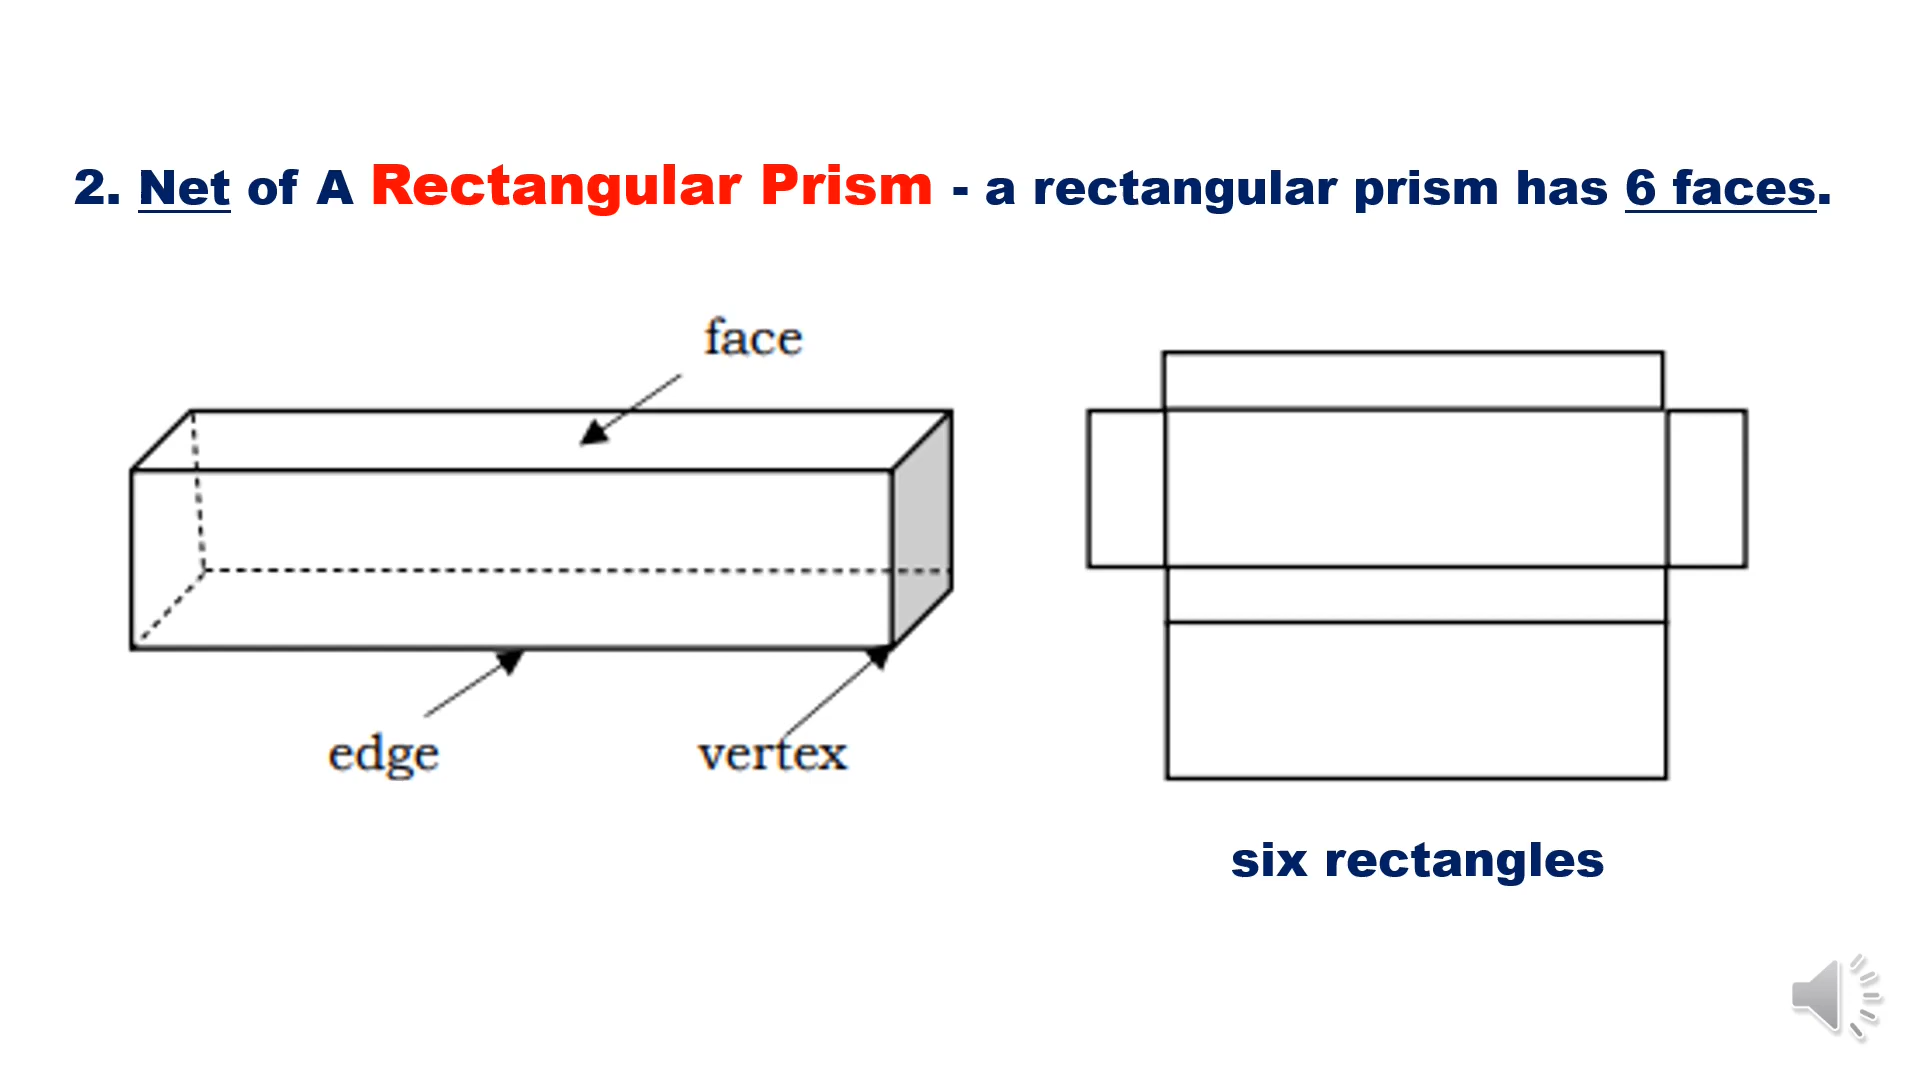 2. Net of A Rectangular Prism - a rectangular prism has 6 faces.
face
edge
vertex
six rectangles